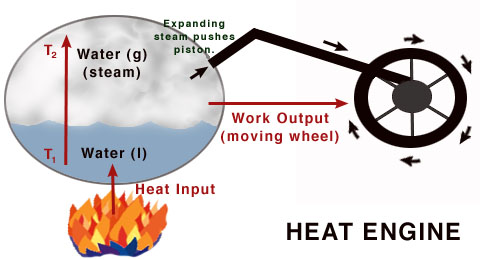 Expanding
steam pushes
piston.
T2
Water (g)
(steam)
Work Output
(moving wheel)
T1
Water (l)
Heat Input
HEAT ENGINE